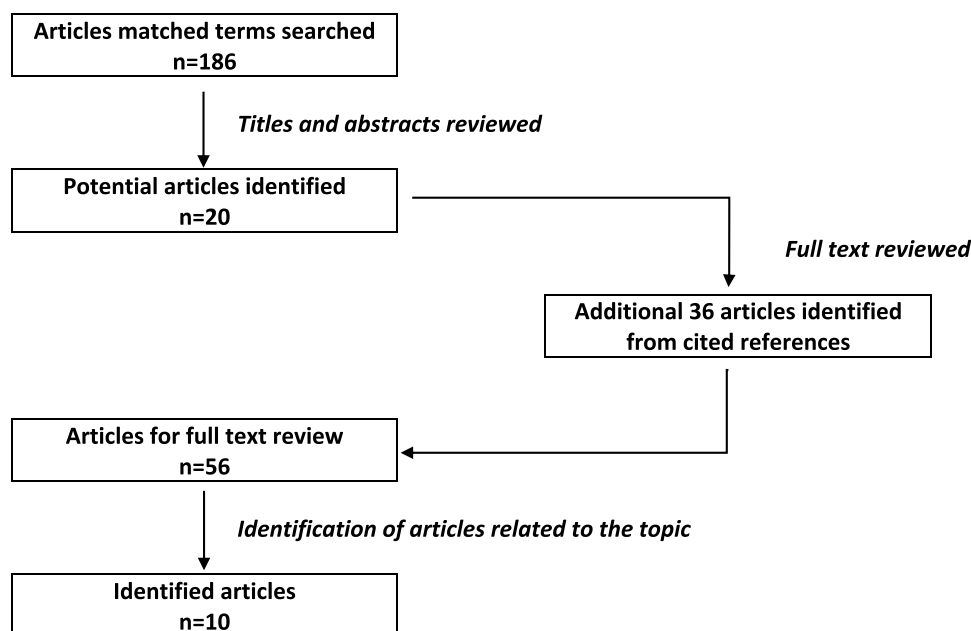 Articles matched terms searched
n=186
Titles and abstracts reviewed
Potential articles identified
n=20
Full text reviewed
Additional 36 articles identified
from cited references
Articles for full text review
n=56
Identification of articles related to the topic
Identified articles
n=10